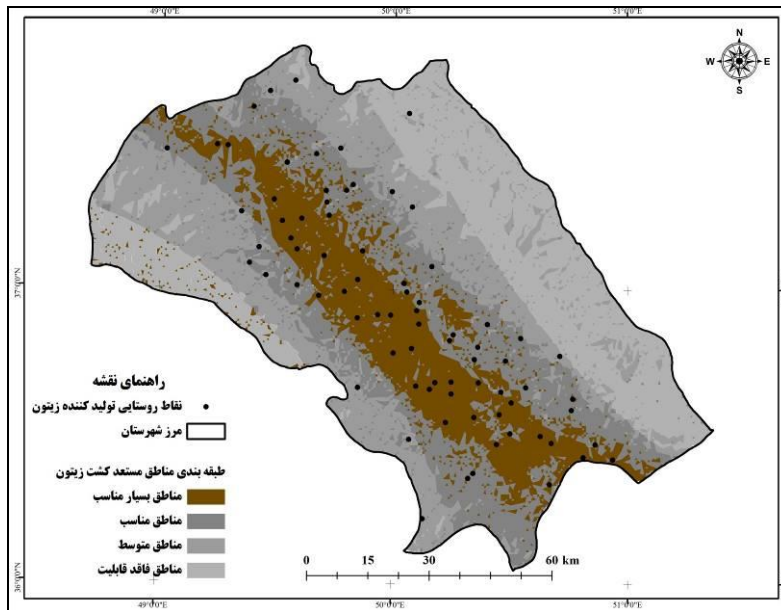 49°0'0"E 50°0'0"E 51°0'0"E
N
W E
S
37°0'0"N
راهنمای نقشه
نقاط روستایی تولید کننده زیتون
مرز شهرستان
طبقه بندی مناطق مستعد کشت زیتون
مناطق بسیار مناسب
مناطق مناسب
مناطق متوسط
مناطق فاقد قابلیت
0 15 30 60 km
36°0'0"N
49°0'0"E 50°0'0"E 51°0'0"E